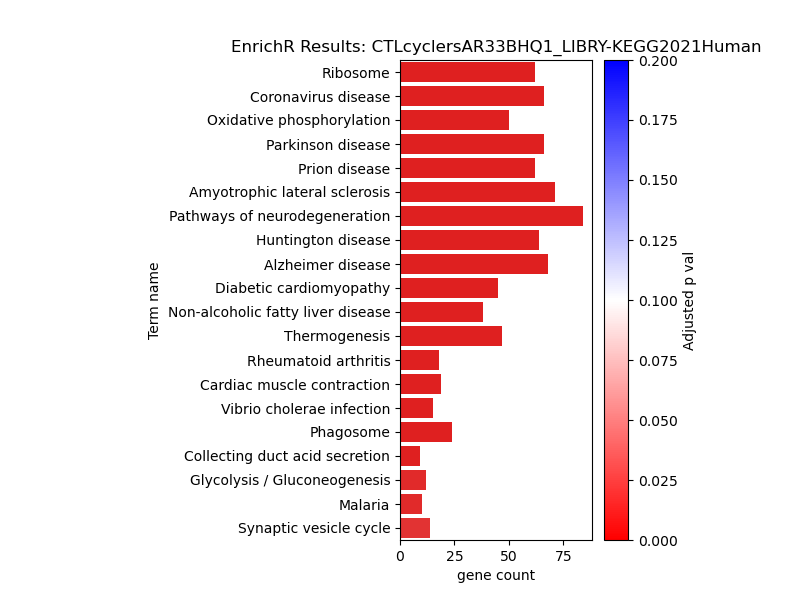 EnrichR Results: CTLcyclersAR33BHQ1_LIBRY-KEGG2021Human
Ribosome
Coronavirus disease
Oxidative phosphorylation
Parkinson disease
Prion disease
Amyotrophic lateral sclerosis
Pathways of neurodegeneration
Huntington disease
Alzheimer disease
Diabetic cardiomyopathy
Non-alcoholic fatty liver disease
Thermogenesis
Rheumatoid arthritis
Cardiac muscle contraction
Vibrio cholerae infection
Phagosome
Collecting duct acid secretion
Glycolysis / Gluconeogenesis
Malaria
Synaptic vesicle cycle
Term name
0 25 50 75
gene count
0.200
0.175
0.150
0.125
0.100
0.075
0.050
0.025
0.000
Adjusted p val